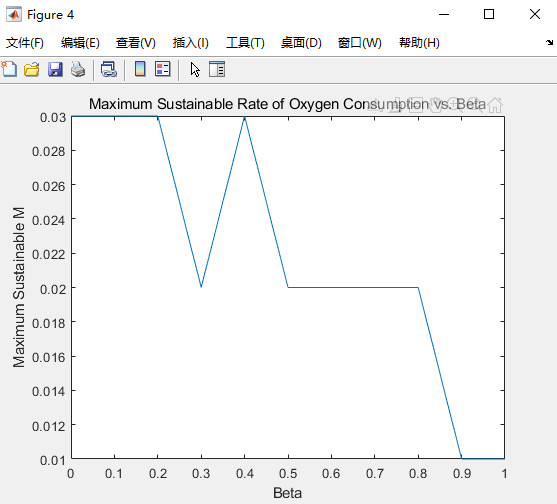 Figure 4
文件(F) 编辑(E) 查看(V) 插入(I) 工具(T) 桌面(D) 窗口(W) 帮助(H)
Maximum Sustainable Rate of Oxygen Consumption vs. Beta
Maximum Sustainable M
0.03
0.028
0.026
0.024
0.022
0.02
0.018
0.016
0.014
0.012
0.01
0 0.1 0.2 0.3 0.4 0.5 0.6 0.7 0.8 0.9 1
Beta